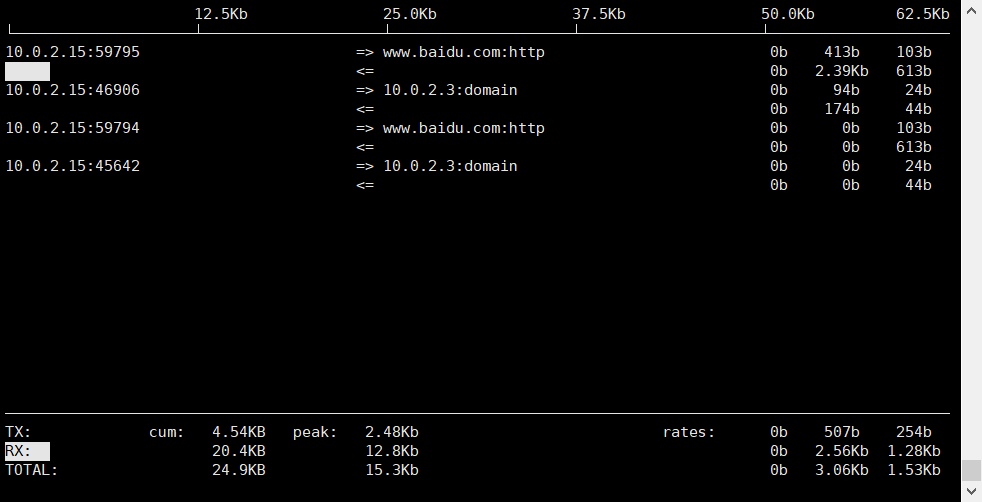 12.5Kb 25.0Kb 37.5Kb 50.0Kb 62.5Kb
10.0.2.15:59795 => www.baidu.com:http 0b 413b 103b
<= 0b 2.39Kb 613b
10.0.2.15:46906 => 10.0.2.3:domain 0b 94b 24b
<= 0b 174b 44b
10.0.2.15:59794 => www.baidu.com:http 0b 0b 103b
<= 0b 0b 613b
10.0.2.15:45642 => 10.0.2.3:domain 0b 0b 24b
<= 0b 0b 44b
TX: cum: 4.54KB peak: 2.48Kb rates: 0b 507b 254b
RX: 20.4KB 12.8Kb 0b 2.56Kb 1.28Kb
TOTAL: 24.9KB 15.3Kb 0b 3.06Kb 1.53Kb